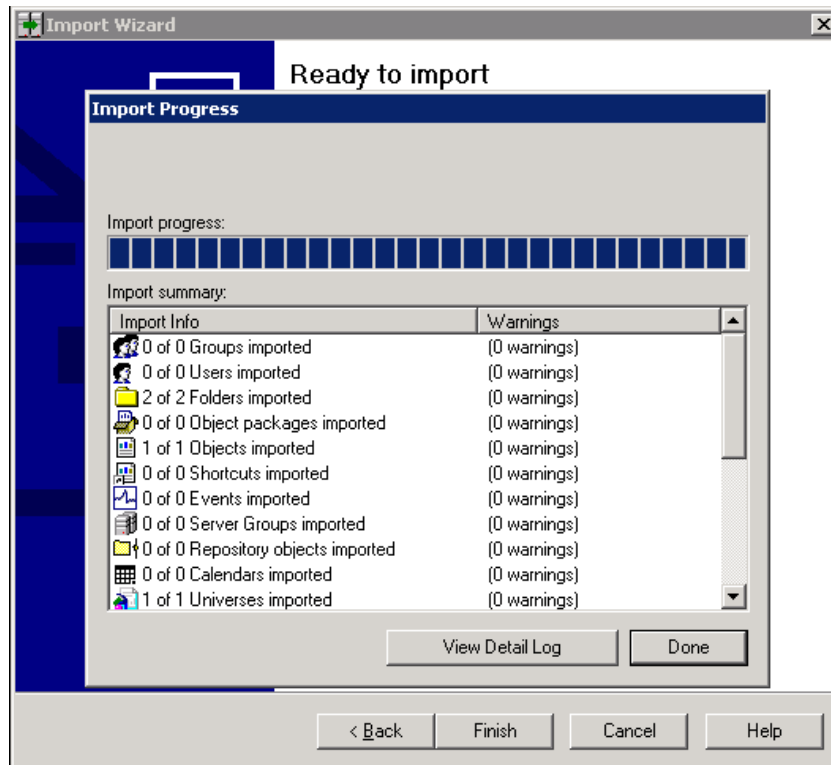 Import Wizard
Ready to import
Import Progress
Import progress:
Import summary:
Import Info Warnings
0 of 0 Groups imported (0 warnings)
0 of 0 Users imported (0 warnings)
2 of 2 Folders imported (0 warnings)
0 of 0 Object packages imported (0 warnings)
1 of 1 Objects imported (0 warnings)
0 of 0 Shortcuts imported (0 warnings)
0 of 0 Events imported (0 warnings)
0 of 0 Server Groups imported (0 warnings)
0 of 0 Repository objects imported (0 warnings)
0 of 0 Calendars imported (0 warnings)
1 of 1 Universes imported (0 warnings)
View Detail Log Done
< Back Finish Cancel Help